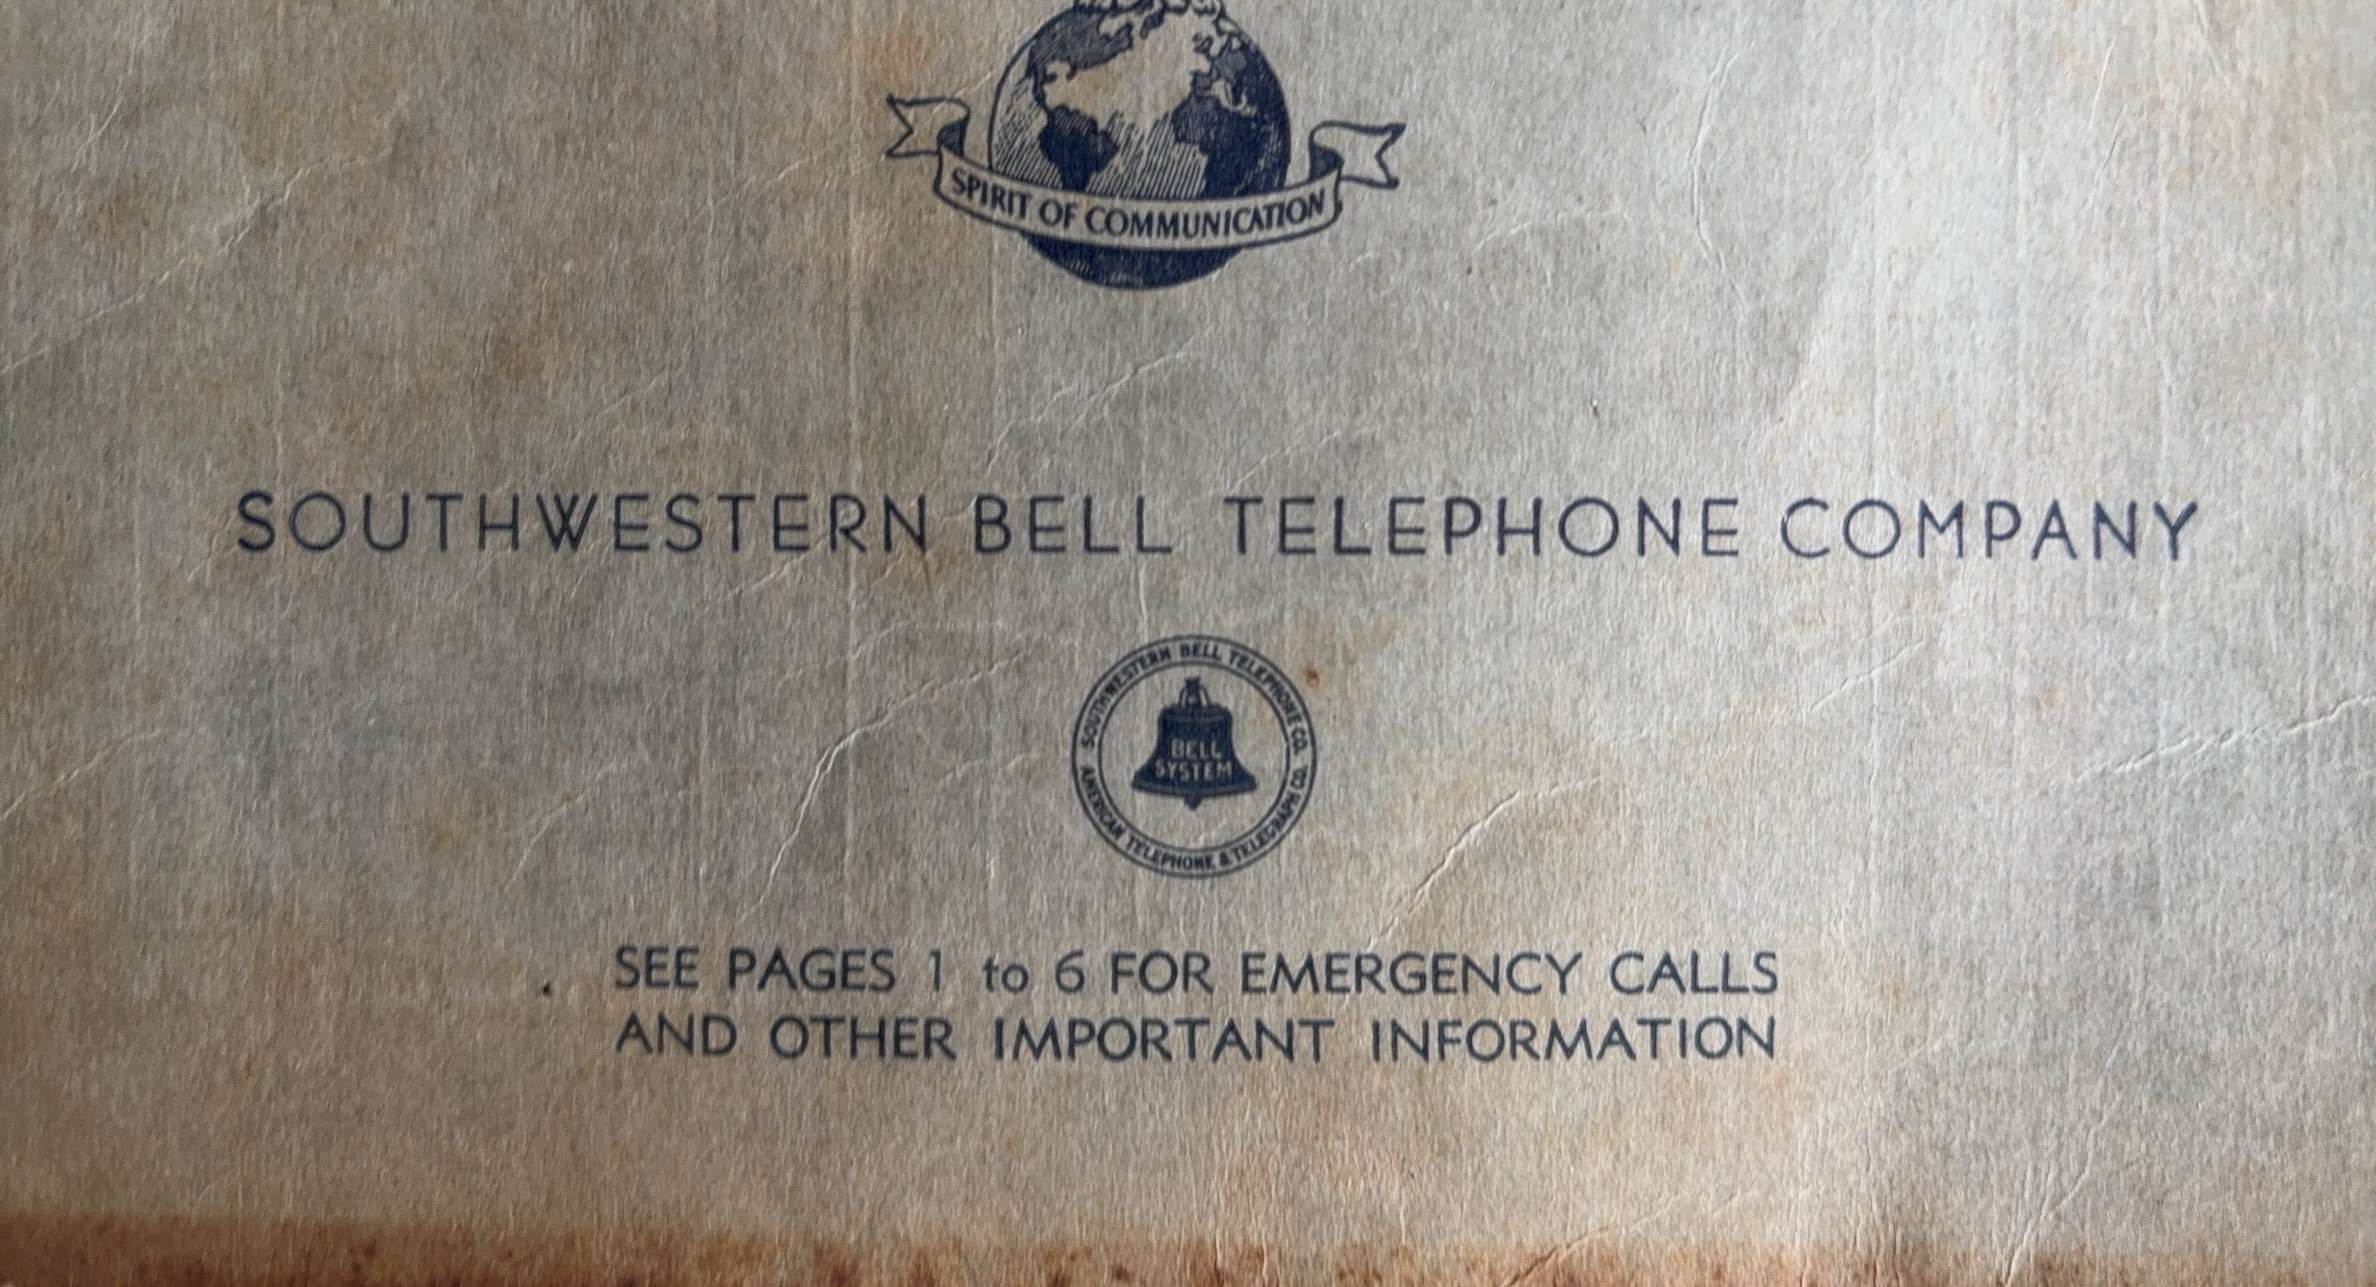 SPIRIT OF COMMUNICATION
SOUTHWESTERN BELL TELEPHONE COMPANY
SOUTHWESTERN BELL TELEPHONE CO.
BELL
SYSTEM
AMERICAN TELEPHONE & TELEGRAPH CO.
SEE PAGES 1 to 6 FOR EMERGENCY CALLS
AND OTHER IMPORTANT INFORMATION